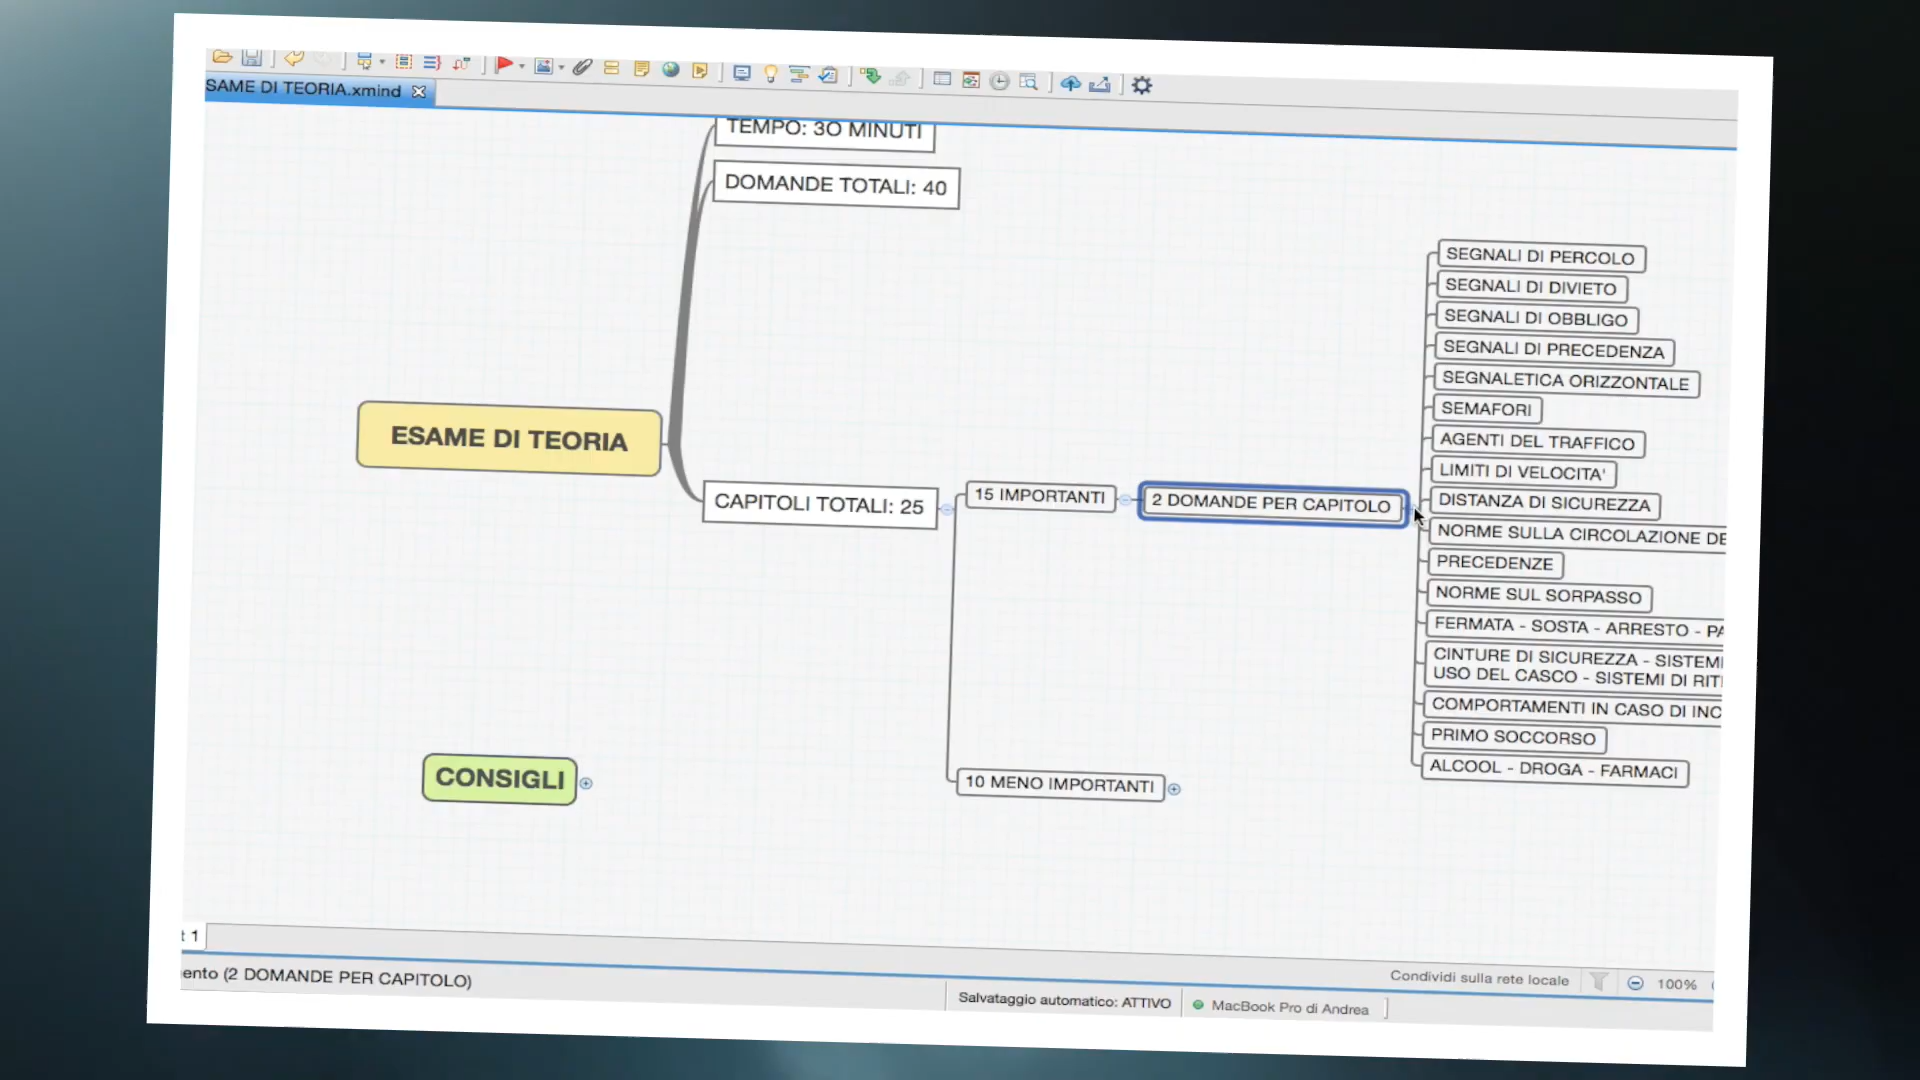 SAME DI TEORIA.xmind
TEMPO: 3O MINUTI
DOMANDE TOTALI: 40
ESAME DI TEORIA
CAPITOLI TOTALI: 25
15 IMPORTANTI
2 DOMANDE PER CAPITOLO
SEGNALI DI PERCOLO
SEGNALI DI DIVIETO
SEGNALI DI OBBLIGO
SEGNALI DI PRECEDENZA
SEGNALETICA ORIZZONTALE
SEMAFORI
AGENTI DEL TRAFFICO
LIMITI DI VELOCITA'
DISTANZA DI SICUREZZA
NORME SULLA CIRCOLAZIONE DE
PRECEDENZE
NORME SUL SORPASSO
FERMATA - SOSTA - ARRESTO - PA
CINTURE DI SICUREZZA - SISTEMI
USO DEL CASCO - SISTEMI DI RIT
COMPORTAMENTI IN CASO DI INC
PRIMO SOCCORSO
ALCOOL - DROGA - FARMACI
10 MENO IMPORTANTI
CONSIGLI
t 1
ento (2 DOMANDE PER CAPITOLO)
Condividi sulla rete locale
100%
Salvataggio automatico: ATTIVO
MacBook Pro di Andrea